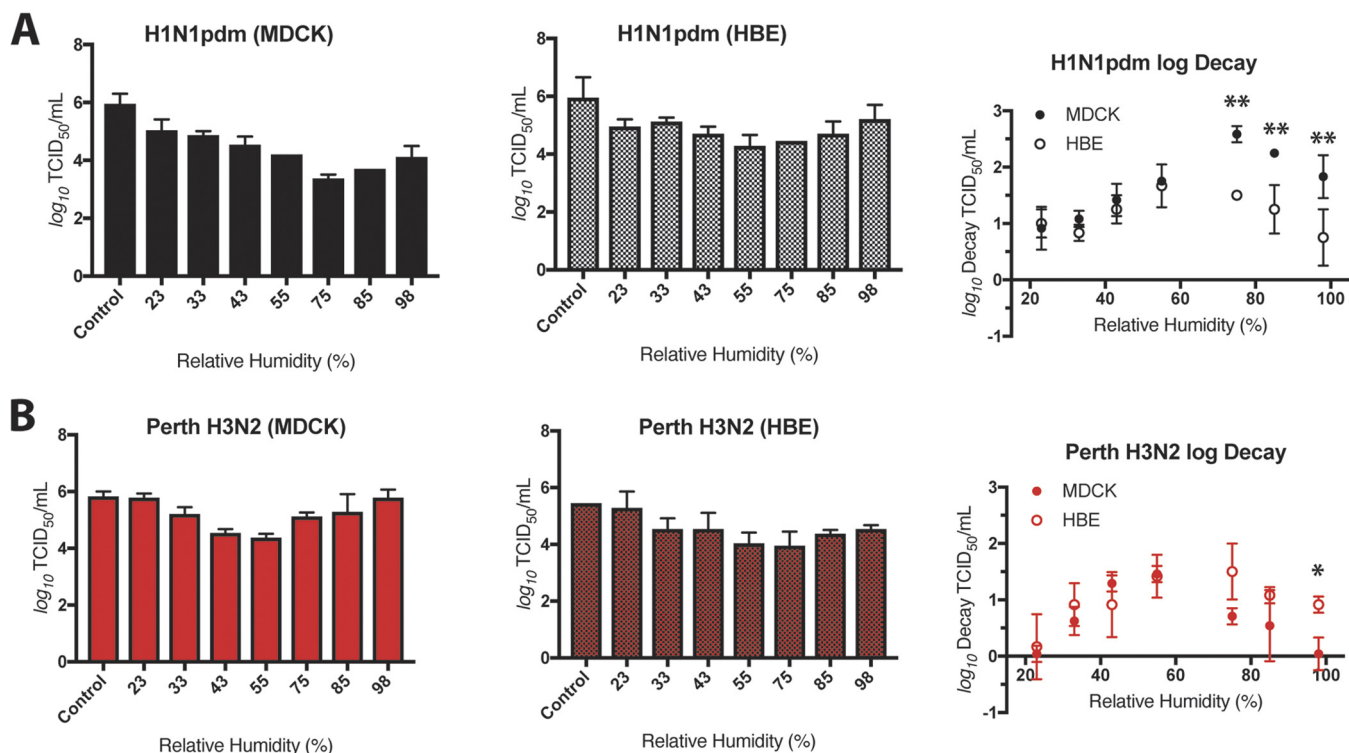 A
H1N1pdm (MDCK)
log10 TCID50/mL
8
6
4
2
0
Control 23 33 43 55 75 85 98
Relative Humidity (%)
H1N1pdm (HBE)
log10 TCID50/mL
8
6
4
2
0
Control 23 33 43 55 75 85 98
Relative Humidity (%)
H1N1pdm log Decay
log10 Decay TCID50/mL
3
2
1
0
-1
MDCK
HBE
** ** **
20 40 60 80 100
Relative Humidity (%)
B
Perth H3N2 (MDCK)
log10 TCID50/mL
8
6
4
2
0
Control 23 33 43 55 75 85 98
Relative Humidity (%)
Perth H3N2 (HBE)
log10 TCID50/mL
8
6
4
2
0
Control 23 33 43 55 75 85 98
Relative Humidity (%)
Perth H3N2 log Decay
log10 Decay TCID50/mL
3
2
1
0
-1
MDCK
HBE
*
20 40 60 80 100
Relative Humidity (%)